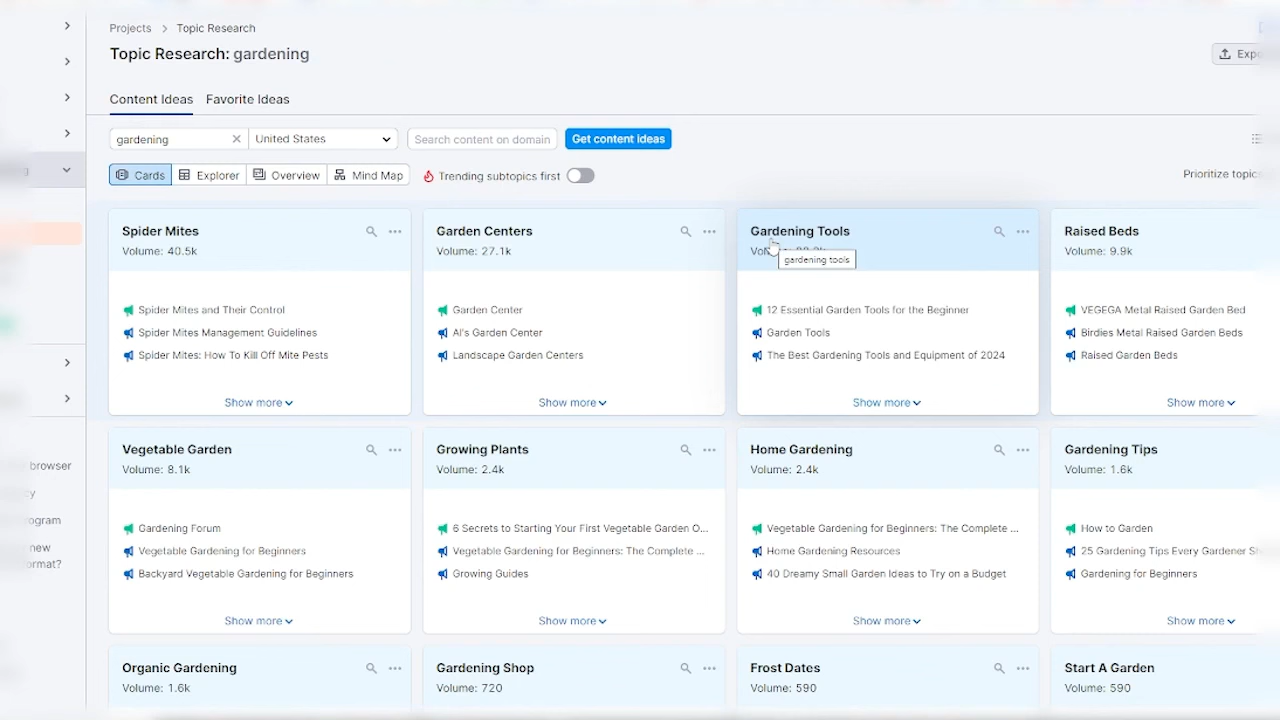 Projects > Topic Research
Topic Research: gardening
Expo
Content Ideas Favorite Ideas
gardening United States Search content on domain Get content ideas
Cards Explorer Overview Mind Map Trending subtopics first Prioritize topics
Spider Mites
Volume: 40.5k
Spider Mites and Their Control
Spider Mites Management Guidelines
Spider Mites: How To Kill Off Mite Pests
Show more
Garden Centers
Volume: 27.1k
Garden Center
Al's Garden Center
Landscape Garden Centers
Show more
Gardening Tools
gardening tools
12 Essential Garden Tools for the Beginner
Garden Tools
The Best Gardening Tools and Equipment of 2024
Show more
Raised Beds
Volume: 9.9k
VEGEGA Metal Raised Garden Bed
Birdies Metal Raised Garden Beds
Raised Garden Beds
Show more
Vegetable Garden
Volume: 8.1k
Gardening Forum
Vegetable Gardening for Beginners
Backyard Vegetable Gardening for Beginners
Show more
Growing Plants
Volume: 2.4k
6 Secrets to Starting Your First Vegetable Garden O...
Vegetable Gardening for Beginners: The Complete ...
Growing Guides
Show more
Home Gardening
Volume: 2.4k
Vegetable Gardening for Beginners: The Complete ...
Home Gardening Resources
40 Dreamy Small Garden Ideas to Try on a Budget
Show more
Gardening Tips
Volume: 1.6k
How to Garden
25 Gardening Tips Every Gardener Sh
Gardening for Beginners
Show more
Organic Gardening
Volume: 1.6k
Gardening Shop
Volume: 720
Frost Dates
Volume: 590
Start A Garden
Volume: 590
browser
rogram
new
ormat?